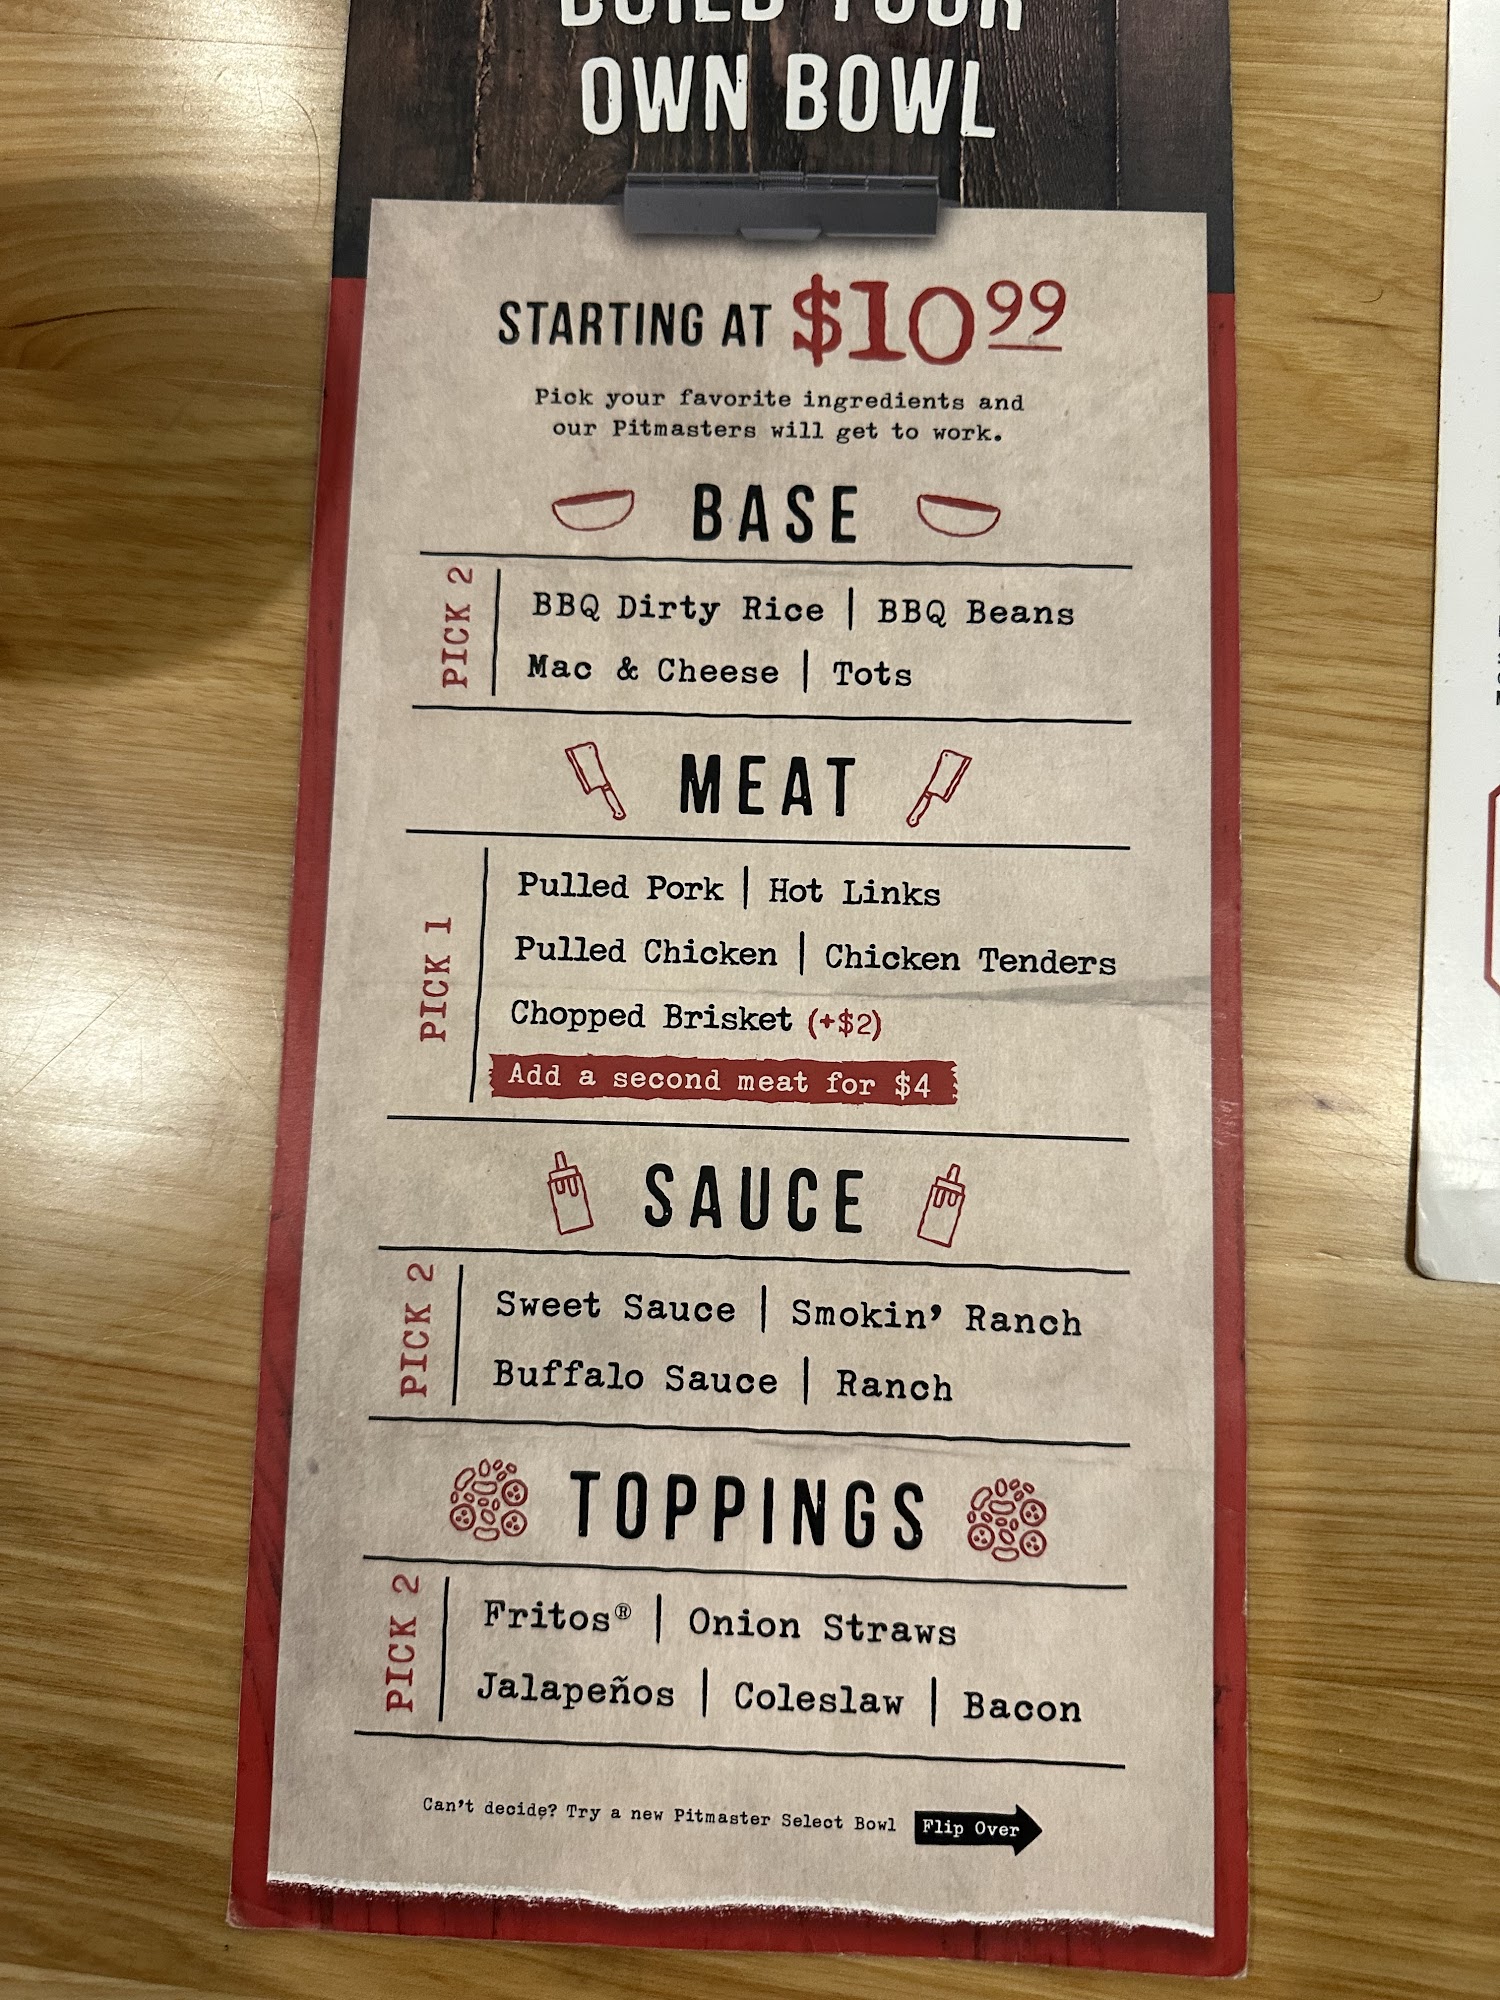 BUILD YOUR
OWN BOWL
STARTING AT $10.99
Pick your favorite ingredients and
our Pitmasters will get to work.
BASE
PICK 2
BBQ Dirty Rice | BBQ Beans
Mac & Cheese | Tots
MEAT
PICK 1
Pulled Pork | Hot Links
Pulled Chicken | Chicken Tenders
Chopped Brisket (+$2)
Add a second meat for $4
SAUCE
PICK 2
Sweet Sauce | Smokin' Ranch
Buffalo Sauce | Ranch
TOPPINGS
PICK 2
Fritos® | Onion Straws
Jalapeños | Coleslaw | Bacon
Can't decide? Try a new Pitmaster Select Bowl Flip Over